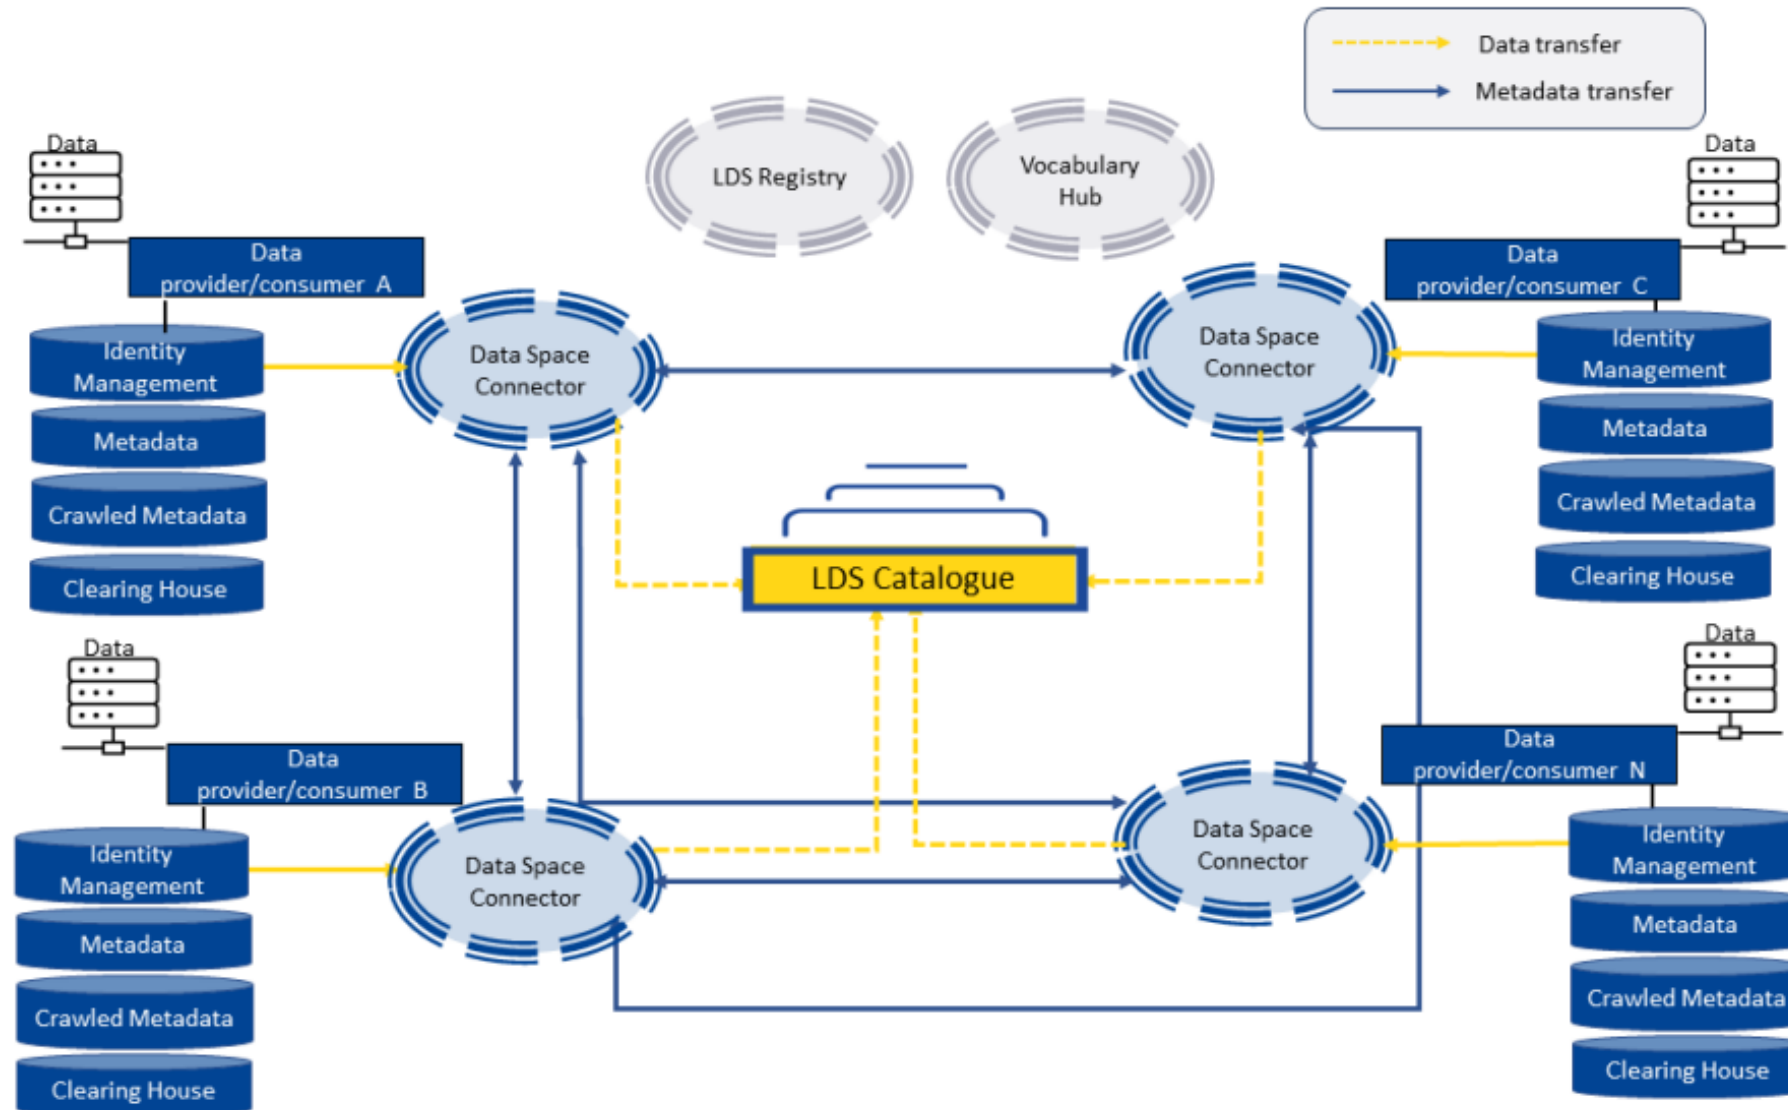 Data transfer
Metadata transfer
LDS Registry
Vocabulary
Hub
Data
Data
provider/consumer A
Identity
Management
Metadata
Crawled Metadata
Clearing House
Data Space
Connector
Data Space
Connector
Data
Data
provider/consumer C
Identity
Management
Metadata
Crawled Metadata
Clearing House
LDS Catalogue
Data
Data
provider/consumer B
Identity
Management
Metadata
Crawled Metadata
Clearing House
Data Space
Connector
Data Space
Connector
Data
Data
provider/consumer N
Identity
Management
Metadata
Crawled Metadata
Clearing House